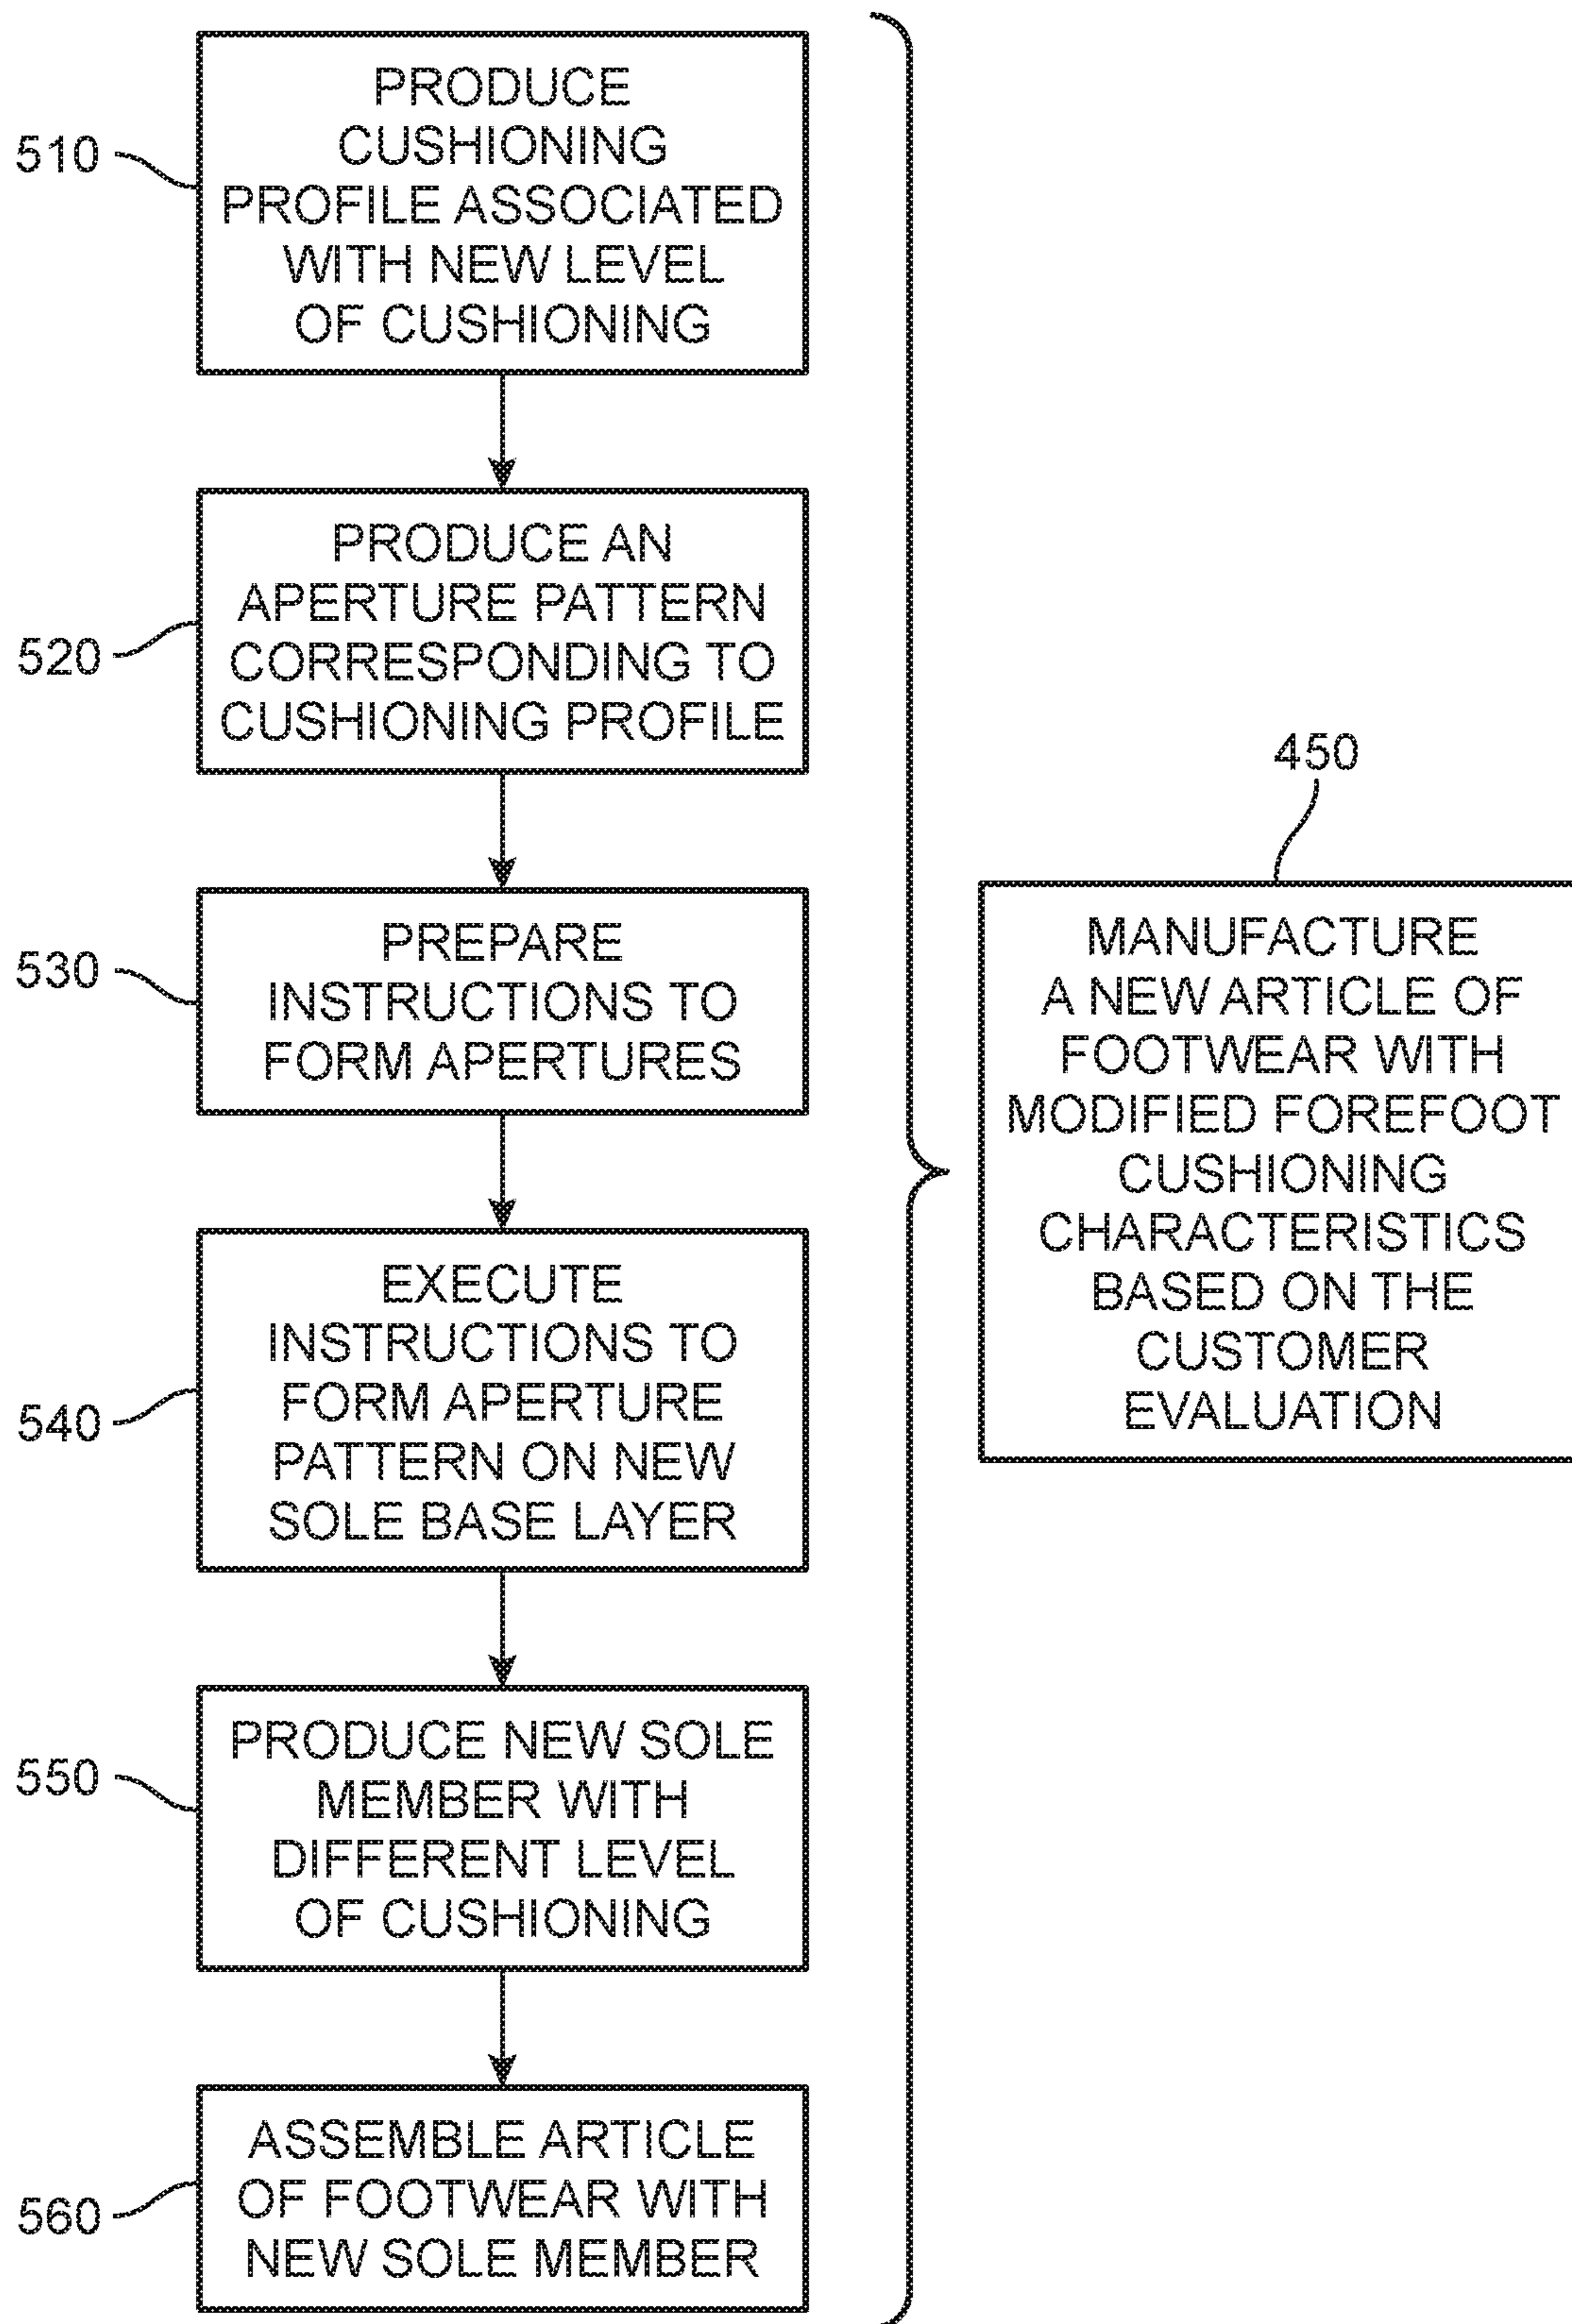 510
PRODUCE
CUSHIONING
PROFILE ASSOCIATED
WITH NEW LEVEL
OF CUSHIONING
520
PRODUCE AN
APERTURE PATTERN
CORRESPONDING TO
CUSHIONING PROFILE
530
PREPARE
INSTRUCTIONS TO
FORM APERTURES
540
EXECUTE
INSTRUCTIONS TO
FORM APERTURE
PATTERN ON NEW
SOLE BASE LAYER
550
PRODUCE NEW SOLE
MEMBER WITH
DIFFERENT LEVEL
OF CUSHIONING
560
ASSEMBLE ARTICLE
OF FOOTWEAR WITH
NEW SOLE MEMBER
450
MANUFACTURE
A NEW ARTICLE OF
FOOTWEAR WITH
MODIFIED FOREFOOT
CUSHIONING
CHARACTERISTICS
BASED ON THE
CUSTOMER
EVALUATION